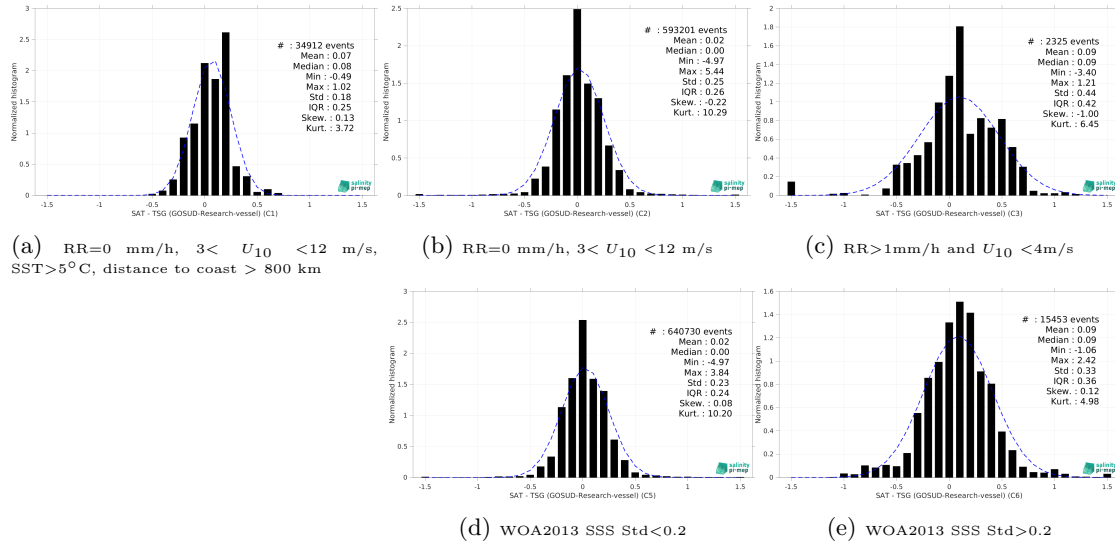 3
2.5
2
1.5
1
0.5
0
Normalized histogram
# : 34912 events
Mean : 0.07
Median : 0.08
Min : -0.49
Max : 1.02
Std : 0.18
IQR : 0.25
Skew. : 0.13
Kurt. : 3.72
salinity
pi-mep
-1.5 -1 -0.5 0 0.5 1 1.5
SAT - TSG (GOSUD-Research-vessel) (C1)
(a) RR=0 mm/h, 3< U10 <12 m/s,
SST>5°C, distance to coast > 800 km
2.5
2
1.5
1
0.5
0
Normalized histogram
# : 593201 events
Mean : 0.02
Median : 0.00
Min : -4.97
Max : 5.44
Std : 0.25
IQR : 0.26
Skew. : -0.22
Kurt. : 10.29
salinity
pi-mep
-1.5 -1 -0.5 0 0.5 1 1.5
SAT - TSG (GOSUD-Research-vessel) (C2)
(b) RR=0 mm/h, 3< U10 <12 m/s
2
1.8
1.6
1.4
1.2
1
0.8
0.6
0.4
0.2
0
Normalized histogram
# : 2325 events
Mean : 0.09
Median : 0.09
Min : -3.40
Max : 1.21
Std : 0.44
IQR : 0.42
Skew. : -1.00
Kurt. : 6.45
salinity
pi-mep
-1.5 -1 -0.5 0 0.5 1 1.5
SAT - TSG (GOSUD-Research-vessel) (C3)
(c) RR>1mm/h and U10 <4m/s
3
2.5
2
1.5
1
0.5
0
Normalized histogram
# : 640730 events
Mean : 0.02
Median : 0.00
Min : -4.97
Max : 3.84
Std : 0.23
IQR : 0.24
Skew. : 0.08
Kurt. : 10.20
salinity
pi-mep
-1.5 -1 -0.5 0 0.5 1 1.5
SAT - TSG (GOSUD-Research-vessel) (C5)
(d) WOA2013 SSS Std<0.2
1.6
1.4
1.2
1
0.8
0.6
0.4
0.2
0
Normalized histogram
# : 15453 events
Mean : 0.09
Median : 0.09
Min : -1.06
Max : 2.42
Std : 0.33
IQR : 0.36
Skew. : 0.12
Kurt. : 4.98
salinity
pi-mep
-1.5 -1 -0.5 0 0.5 1 1.5
SAT - TSG (GOSUD-Research-vessel) (C6)
(e) WOA2013 SSS Std>0.2